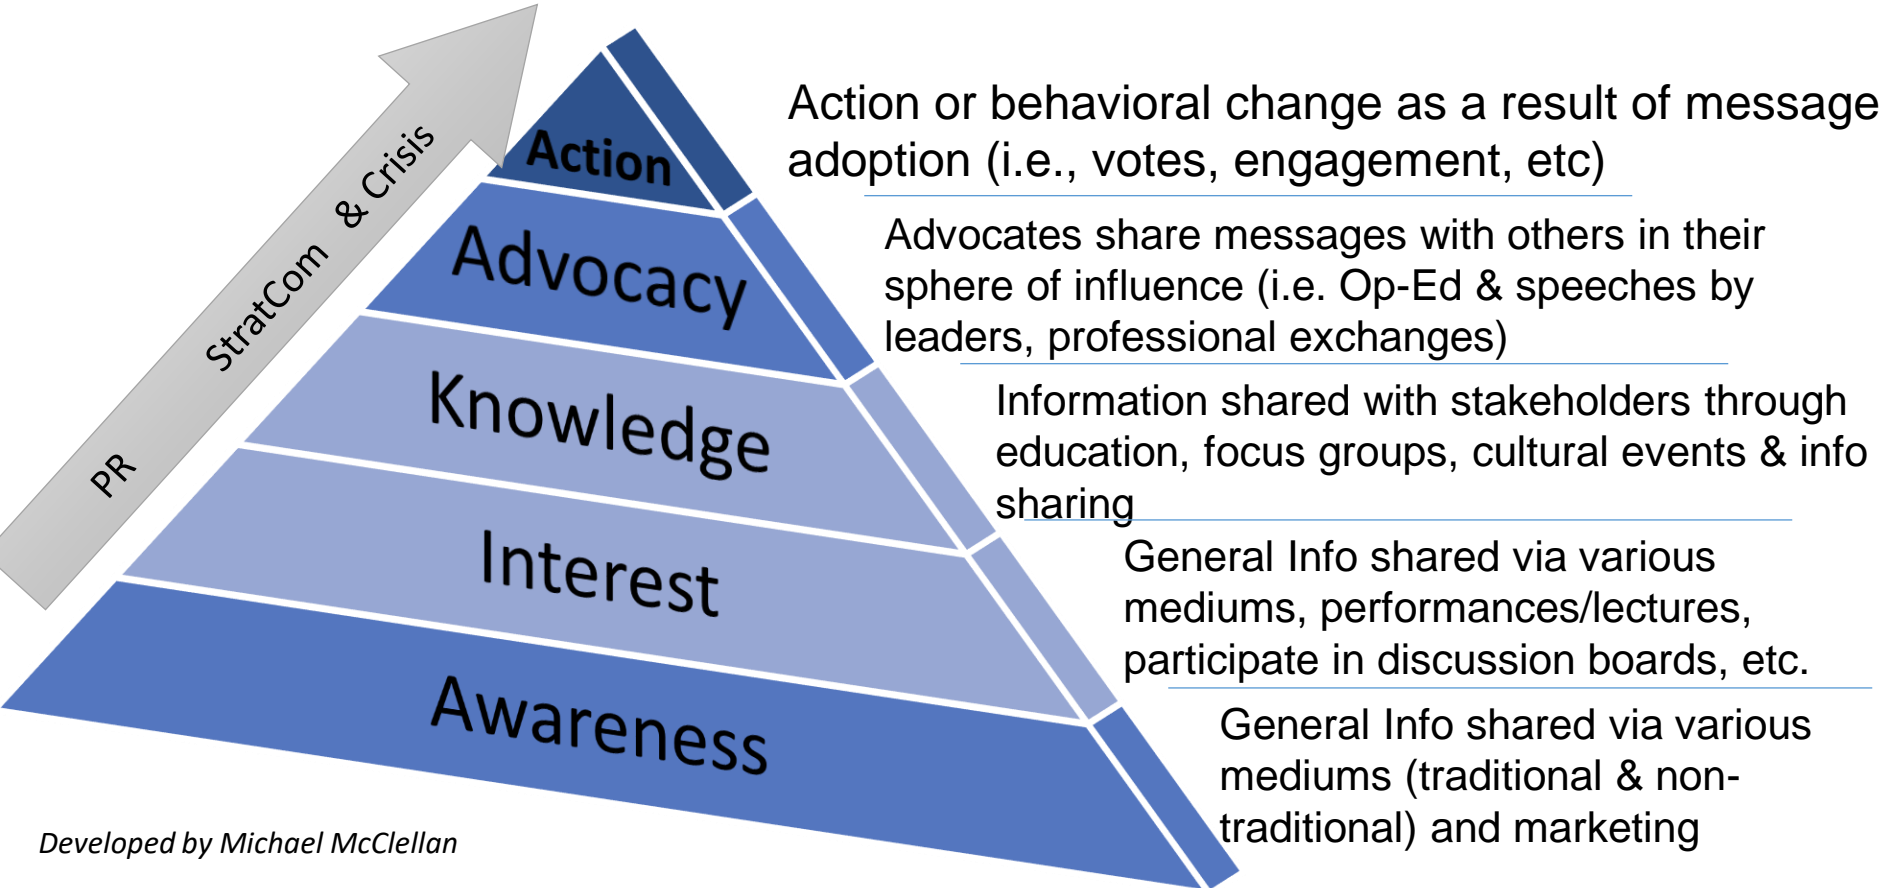 Action or behavioral change as a result of message
adoption (i.e., votes, engagement, etc)
Advocates share messages with others in their
sphere of influence (i.e. Op-Ed & speeches by
leaders, professional exchanges)
Information shared with stakeholders through
education, focus groups, cultural events & info
sharing
General Info shared via various
mediums, performances/lectures,
participate in discussion boards, etc.
General Info shared via various
mediums (traditional & non-
traditional) and marketing
Action
Advocacy
Knowledge
Interest
Awareness
PR StratCom & Crisis
Developed by Michael McClellan